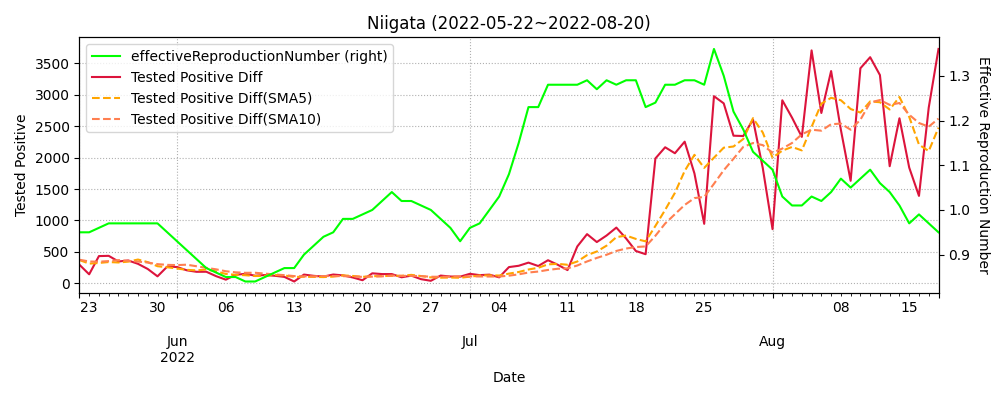 Niigata (2022-05-22~2022-08-20)
effectiveReproductionNumber (right)
Tested Positive Diff
Tested Positive Diff(SMA5)
Tested Positive Diff(SMA10)
Tested Positive
3500
3000
2500
2000
1500
1000
500
0
Effective Reproduction Number
1.3
1.2
1.1
1.0
0.9
23 30 06 13 20 27 04 11 18 25 08 15
Jun Jul Aug
2022
Date